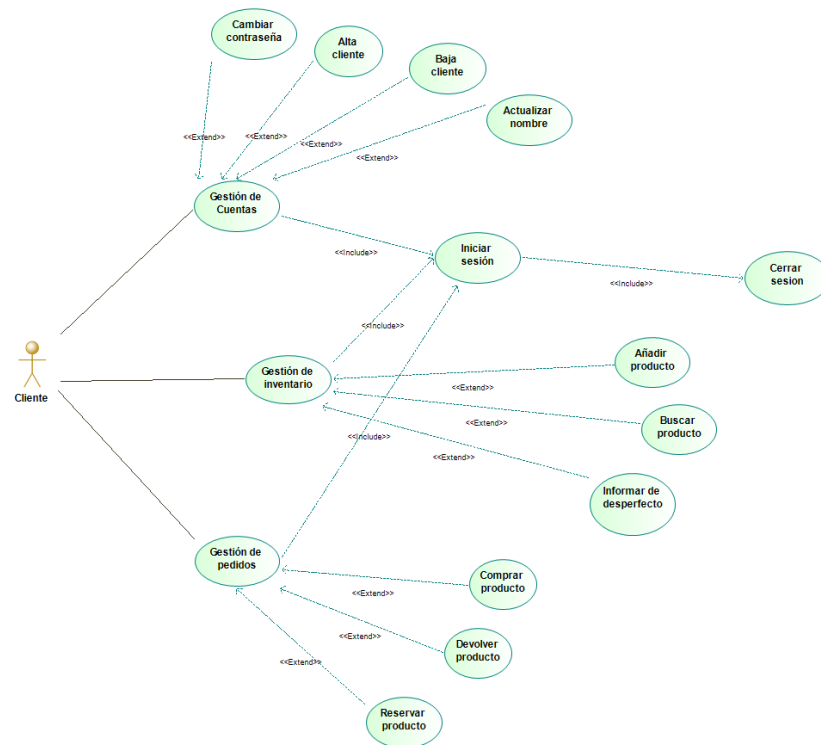 Cambiar
contraseña
Alta
cliente
Baja
cliente
Actualizar
nombre
<<Extend>>
<<Extend>>
<<Extend>>
<<Extend>>
Gestión de
Cuentas
<<Include>>
Iniciar
sesión
<<Include>>
Cerrar
sesion
<<Include>>
Cliente
Gestión de
inventario
Añadir
producto
<<Extend>>
Buscar
producto
<<Extend>>
<<Include>>
<<Extend>>
Informar de
desperfecto
Gestión de
pedidos
Comprar
producto
<<Extend>>
<<Extend>>
Devolver
producto
<<Extend>>
Reservar
producto